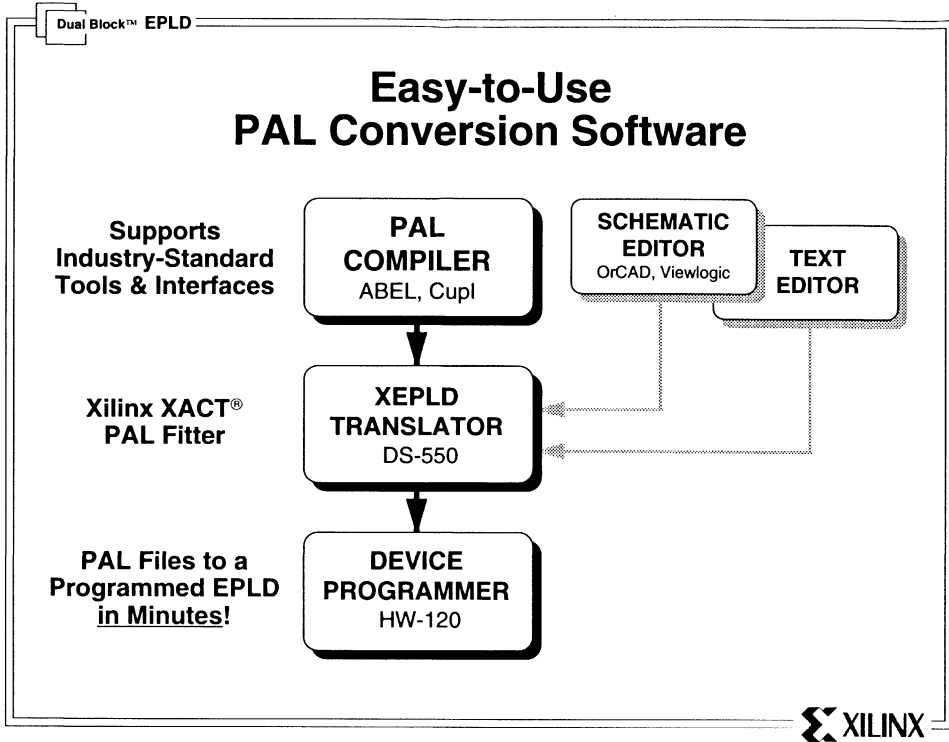 Dual Block™ EPLD
Easy-to-Use
PAL Conversion Software
Supports
Industry-Standard
Tools & Interfaces
PAL
COMPILER
ABEL, Cupl
SCHEMATIC
EDITOR
OrCAD, Viewlogic
TEXT
EDITOR
Xilinx XACT®
PAL Fitter
XEPLD
TRANSLATOR
DS-550
PAL Files to a
Programmed EPLD
in Minutes!
DEVICE
PROGRAMMER
HW-120
XILINX